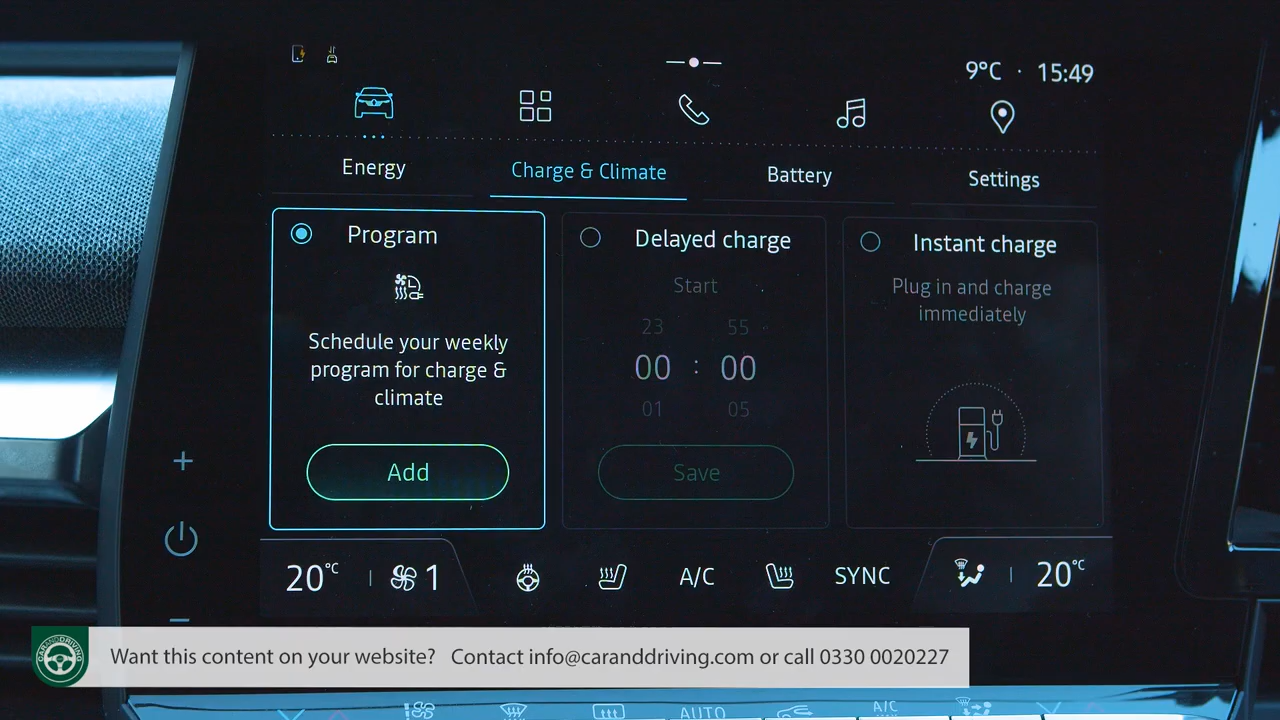 9°C · 15:49
Energy
Charge & Climate
Battery
Settings
Program
Schedule your weekly
program for charge &
climate
Add
Delayed charge
Start
23 55
00 : 00
01 05
Save
Instant charge
Plug in and charge
immediately
20°C 1 A/C SYNC 20°C
CARANDDRIVING
Want this content on your website? Contact info@caranddriving.com or call 0330 0020227
AUTO
A/C